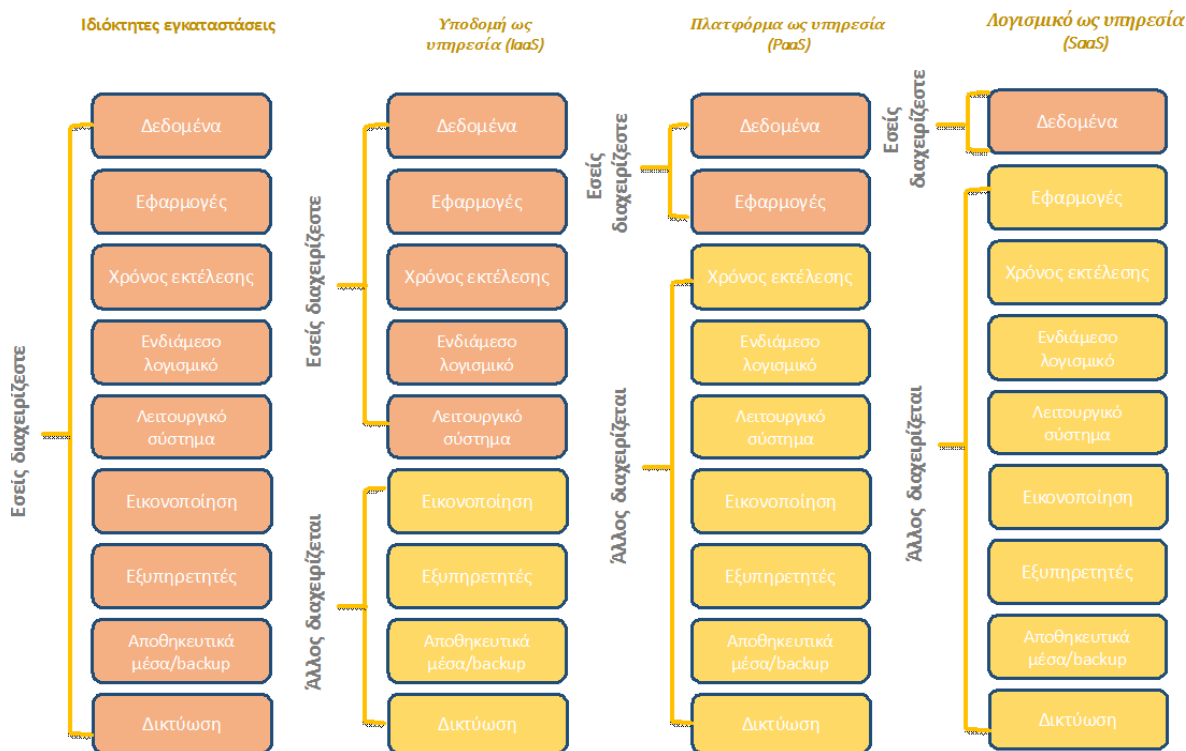 Ιδιόκτητες εγκαταστάσεις
Εσείς διαχειρίζεστε
Δεδομένα
Εφαρμογές
Χρόνος εκτέλεσης
Ενδιάμεσο
λογισμικό
Λειτουργικό
σύστημα
Εικονοποίηση
Εξυπηρετητές
Αποθηκευτικά
μέσα/backup
Δικτύωση
Υποδομή ως
υπηρεσία (IaaS)
Εσείς διαχειρίζεστε
Δεδομένα
Εφαρμογές
Χρόνος εκτέλεσης
Ενδιάμεσο
λογισμικό
Λειτουργικό
σύστημα
Άλλος διαχειρίζεται
Εικονοποίηση
Εξυπηρετητές
Αποθηκευτικά
μέσα/backup
Δικτύωση
Πλατφόρμα ως υπηρεσία
(PaaS)
Εσείς
διαχειρίζεστε
Δεδομένα
Εφαρμογές
Άλλος διαχειρίζεται
Χρόνος εκτέλεσης
Ενδιάμεσο
λογισμικό
Λειτουργικό
σύστημα
Εικονοποίηση
Εξυπηρετητές
Αποθηκευτικά
μέσα/backup
Δικτύωση
Λογισμικό ως υπηρεσία
(SaaS)
Εσείς
διαχειρίζεστε
Δεδομένα
Άλλος διαχειρίζεται
Εφαρμογές
Χρόνος εκτέλεσης
Ενδιάμεσο
λογισμικό
Λειτουργικό
σύστημα
Εικονοποίηση
Εξυπηρετητές
Αποθηκευτικά
μέσα/backup
Δικτύωση